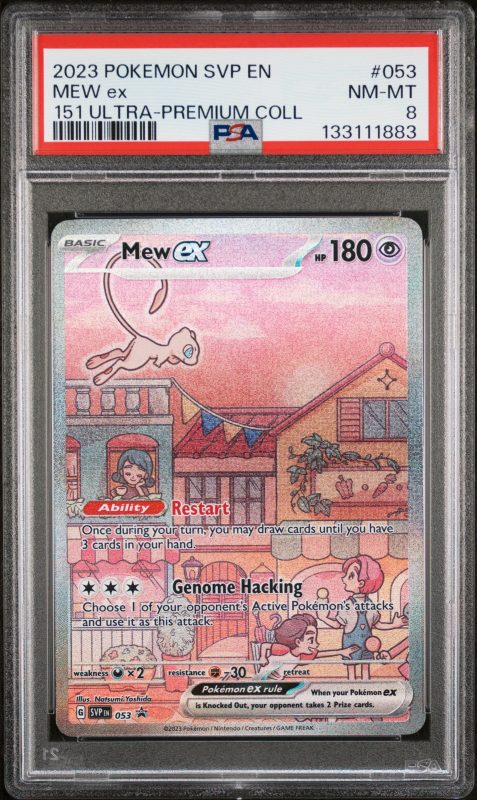 2023 POKEMON SVP EN #053
MEW ex NM-MT
151 ULTRA-PREMIUM COLL 8
PSA 133111883
BASIC Mew ex HP 180
Ability Restart
Once during your turn, you may draw cards until you have
3 cards in your hand.
Genome Hacking
Choose 1 of your opponent's Active Pokémon's attacks
and use it as this attack.
weakness ×2 resistance -30 retreat
Pokémon ex rule
When your Pokémon ex
is Knocked Out, your opponent takes 2 Prize cards.
Illus. Natsumi Yoshida
G SVP EN 053
©2023 Pokémon / Nintendo / Creatures / GAME FREAK